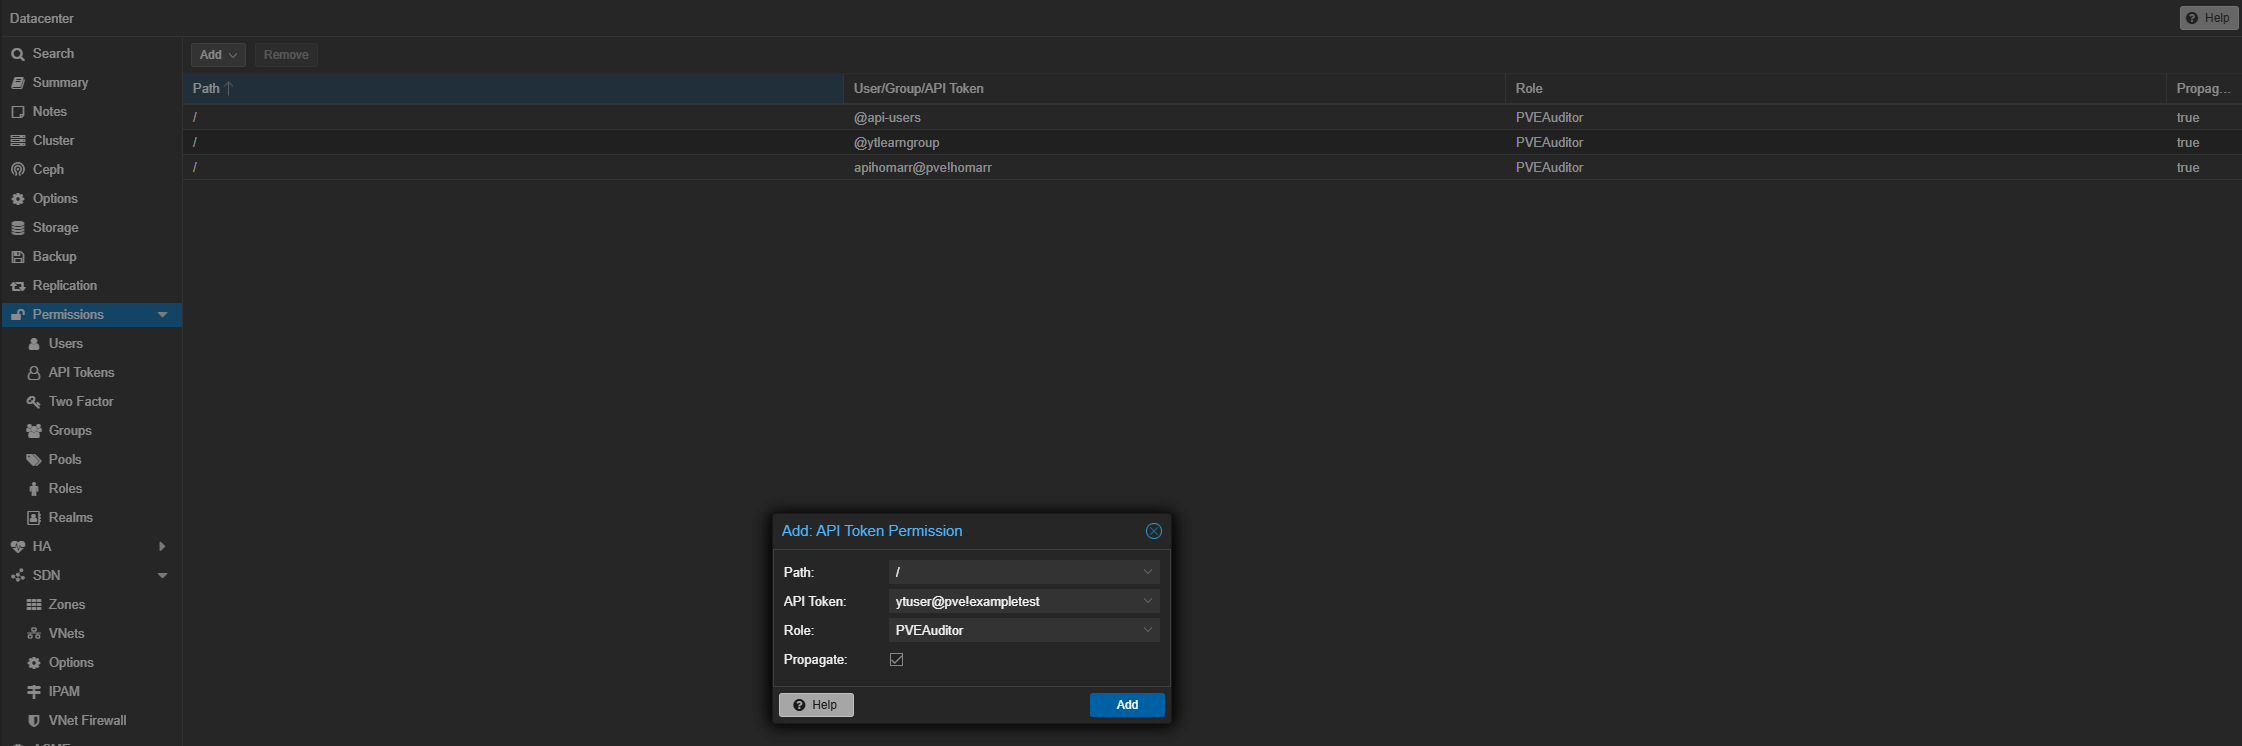 Datacenter
Help
Search
Summary
Notes
Cluster
Ceph
Options
Storage
Backup
Replication
Permissions
Users
API Tokens
Two Factor
Groups
Pools
Roles
Realms
HA
SDN
Zones
VNets
Options
IPAM
VNet Firewall
Add Remove
Path User/Group/API Token Role Propag...
/ @api-users PVEAuditor true
/ @ytlearngroup PVEAuditor true
/ apihomarr@pve!homarr PVEAuditor true
Add: API Token Permission
Path: /
API Token: ytuser@pve!exampletest
Role: PVEAuditor
Propagate:
Help Add